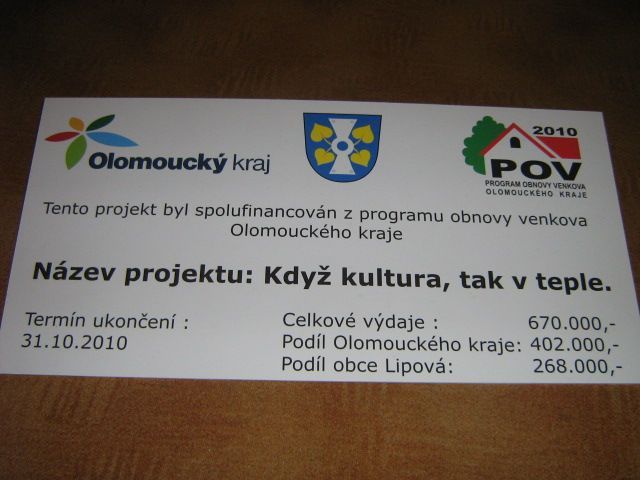 Olomoucký kraj
2010
POV
PROGRAM OBNOVY VENKOVA
OLOMOUCKÉHO KRAJE
Tento projekt byl spolufinancován z programu obnovy venkova
Olomouckého kraje
Název projektu: Když kultura, tak v teple.
Termín ukončení :
31.10.2010
Celkové výdaje : 670.000,-
Podíl Olomouckého kraje: 402.000,-
Podíl obce Lipová: 268.000,-